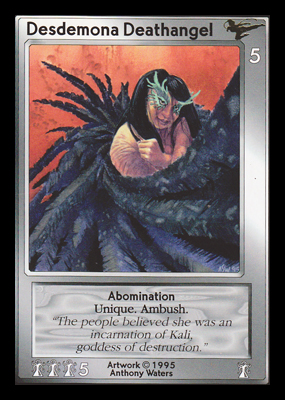 Desdemona Deathangel
5
Abomination
Unique. Ambush.
"The people believed she was an
incarnation of Kali,
goddess of destruction."
5
Artwork © 1995
Anthony Waters